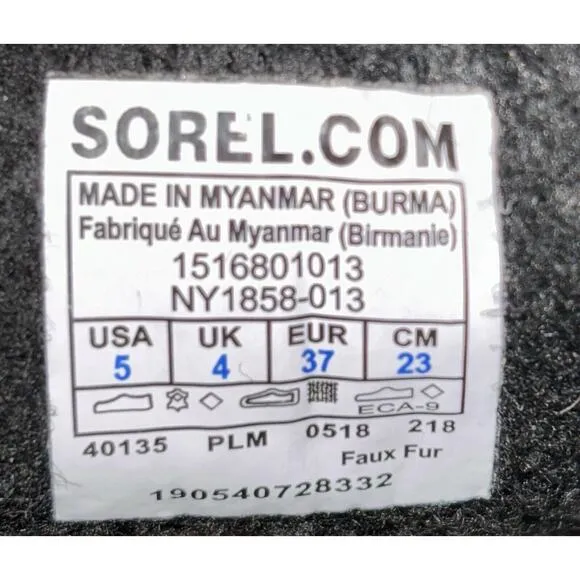 SOREL.COM
MADE IN MYANMAR (BURMA)
Fabriqué Au Myanmar (Birmanie)
1516801013
NY1858-013
USA UK EUR CM
5 4 37 23
ECA-9
40135 PLM 0518 218
Faux Fur
190540728332